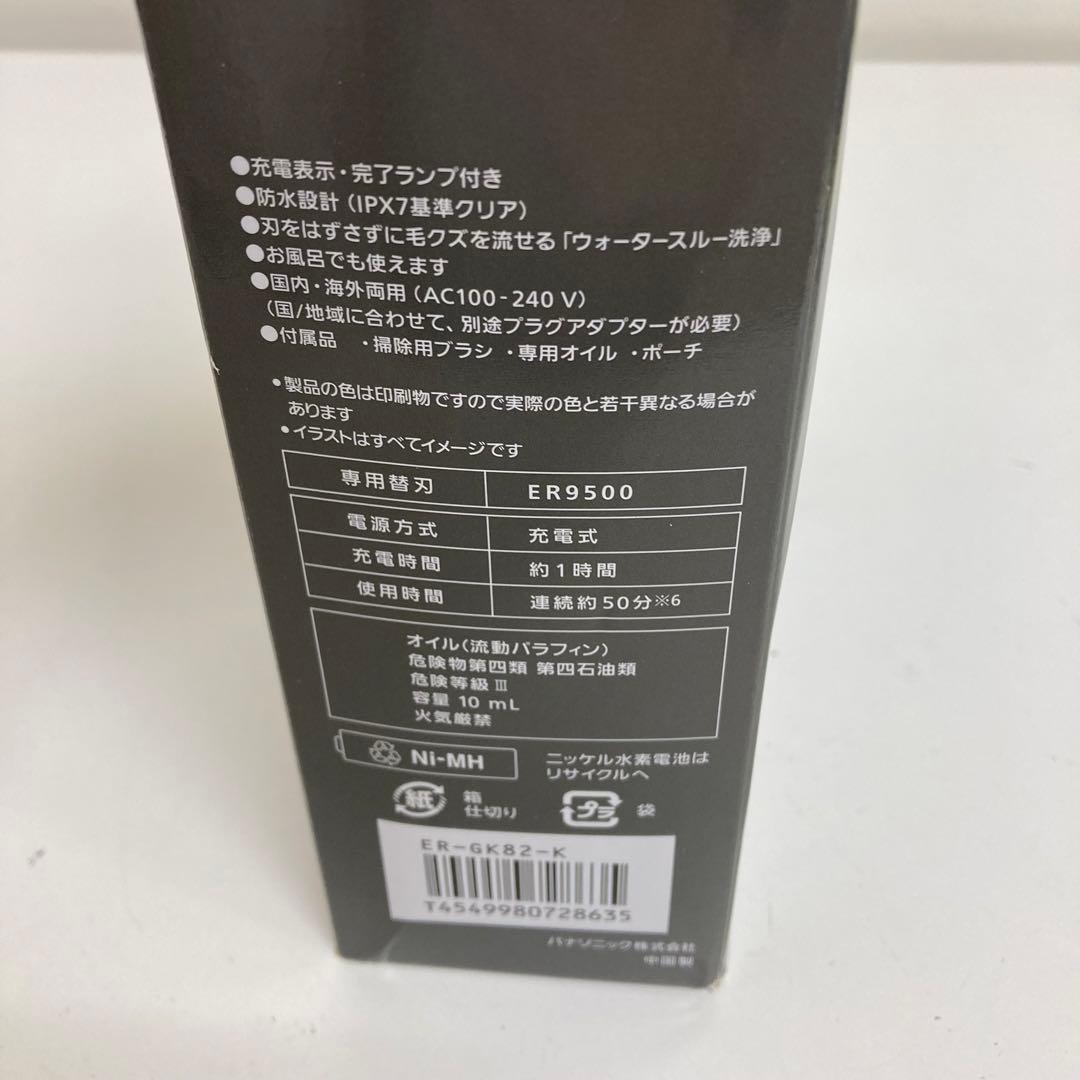 ●充電表示・完了ランプ付き
●防水設計（IPX7基準クリア）
●刃をはずさずに毛クズを流せる「ウォータースルー洗浄」
●お風呂でも使えます
●国内・海外両用（AC100-240 V）
（国/地域に合わせて、別途プラグアダプターが必要）
●付属品 ・掃除用ブラシ ・専用オイル ・ポーチ
•製品の色は印刷物ですので実際の色と若干異なる場合が
あります
•イラストはすべてイメージです
専用替刃 ER9500
電源方式 充電式
充電時間 約1時間
使用時間 連続約50分※6
オイル（流動パラフィン）
危険物第四類 第四石油類
危険等級Ⅲ
容量 10 mL
火気厳禁
Ni-MH ニッケル水素電池は
リサイクルへ
紙 箱
仕切り
プラ 袋
ER-GK82-K
T4549980728635
パナソニック株式会社
中国製